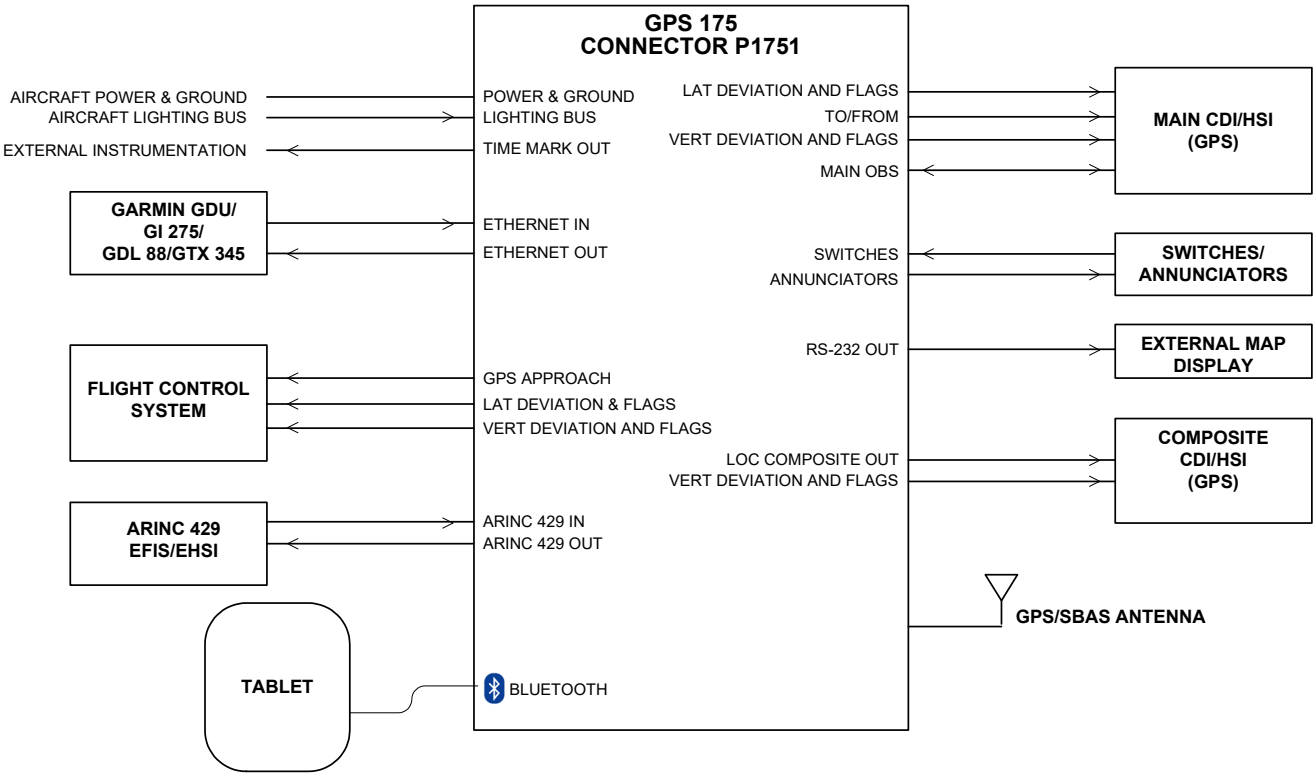 GPS 175
CONNECTOR P1751
AIRCRAFT POWER & GROUND
AIRCRAFT LIGHTING BUS
EXTERNAL INSTRUMENTATION
POWER & GROUND
LIGHTING BUS
TIME MARK OUT
GARMIN GDU/
GI 275/
GDL 88/GTX 345
ETHERNET IN
ETHERNET OUT
FLIGHT CONTROL
SYSTEM
GPS APPROACH
LAT DEVIATION & FLAGS
VERT DEVIATION AND FLAGS
ARINC 429
EFIS/EHSI
ARINC 429 IN
ARINC 429 OUT
TABLET
BLUETOOTH
LAT DEVIATION AND FLAGS
TO/FROM
VERT DEVIATION AND FLAGS
MAIN OBS
MAIN CDI/HSI
(GPS)
SWITCHES
ANNUNCIATORS
SWITCHES/
ANNUNCIATORS
RS-232 OUT
EXTERNAL MAP
DISPLAY
LOC COMPOSITE OUT
VERT DEVIATION AND FLAGS
COMPOSITE
CDI/HSI
(GPS)
GPS/SBAS ANTENNA